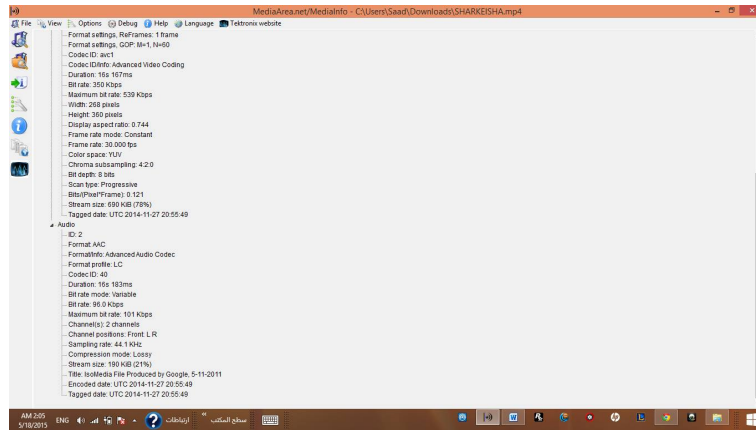 MediaArea.net/MediaInfo - C:\Users\Saad\Downloads\SHARKEISHA.mp4
File View Options Debug Help Language Tektronix website
Format settings, ReFrames: 1 frame
Format settings, GOP: M=1, N=60
Codec ID: avc1
Codec ID/Info: Advanced Video Coding
Duration: 16s 167ms
Bit rate: 350 Kbps
Maximum bit rate: 539 Kbps
Width: 268 pixels
Height: 360 pixels
Display aspect ratio: 0.744
Frame rate mode: Constant
Frame rate: 30.000 fps
Color space: YUV
Chroma subsampling: 4:2:0
Bit depth: 8 bits
Scan type: Progressive
Bits/(Pixel*Frame): 0.121
Stream size: 690 KiB (78%)
Tagged date: UTC 2014-11-27 20:55:49
Audio
ID: 2
Format: AAC
Format/Info: Advanced Audio Codec
Format profile: LC
Codec ID: 40
Duration: 16s 183ms
Bit rate mode: Variable
Bit rate: 96.0 Kbps
Maximum bit rate: 101 Kbps
Channel(s): 2 channels
Channel positions: Front: L R
Sampling rate: 44.1 KHz
Compression mode: Lossy
Stream size: 190 KiB (21%)
Title: IsoMedia File Produced by Google, 5-11-2011
Encoded date: UTC 2014-11-27 20:55:49
Tagged date: UTC 2014-11-27 20:55:49
AM 2:05
5/18/2015
ENG
ارتباطات
سطح المكتب